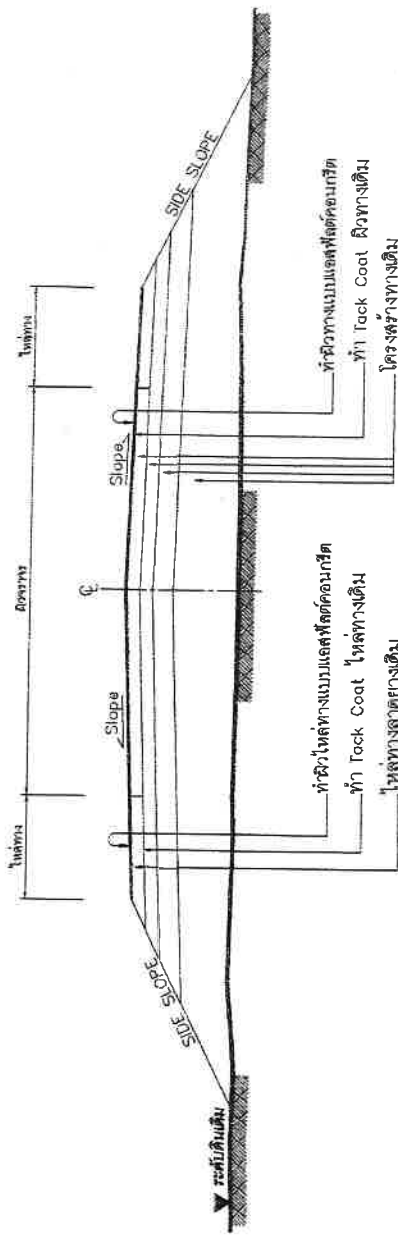 ไหล่ทาง
ผิวจราจร
ไหล่ทาง
SIDE SLOPE
Slope
℄
Slope
SIDE SLOPE
ระดับดินเดิม
ทำผิวไหล่ทางแบบแอสฟัลต์คอนกรีต
ทำ Tack Coat ไหล่ทางเดิม
ไหล่ทางลาดยางเดิม
ทำผิวทางแบบแอสฟัลต์คอนกรีต
ทำ Tack Coat ผิวทางเดิม
โครงสร้างทางเดิม